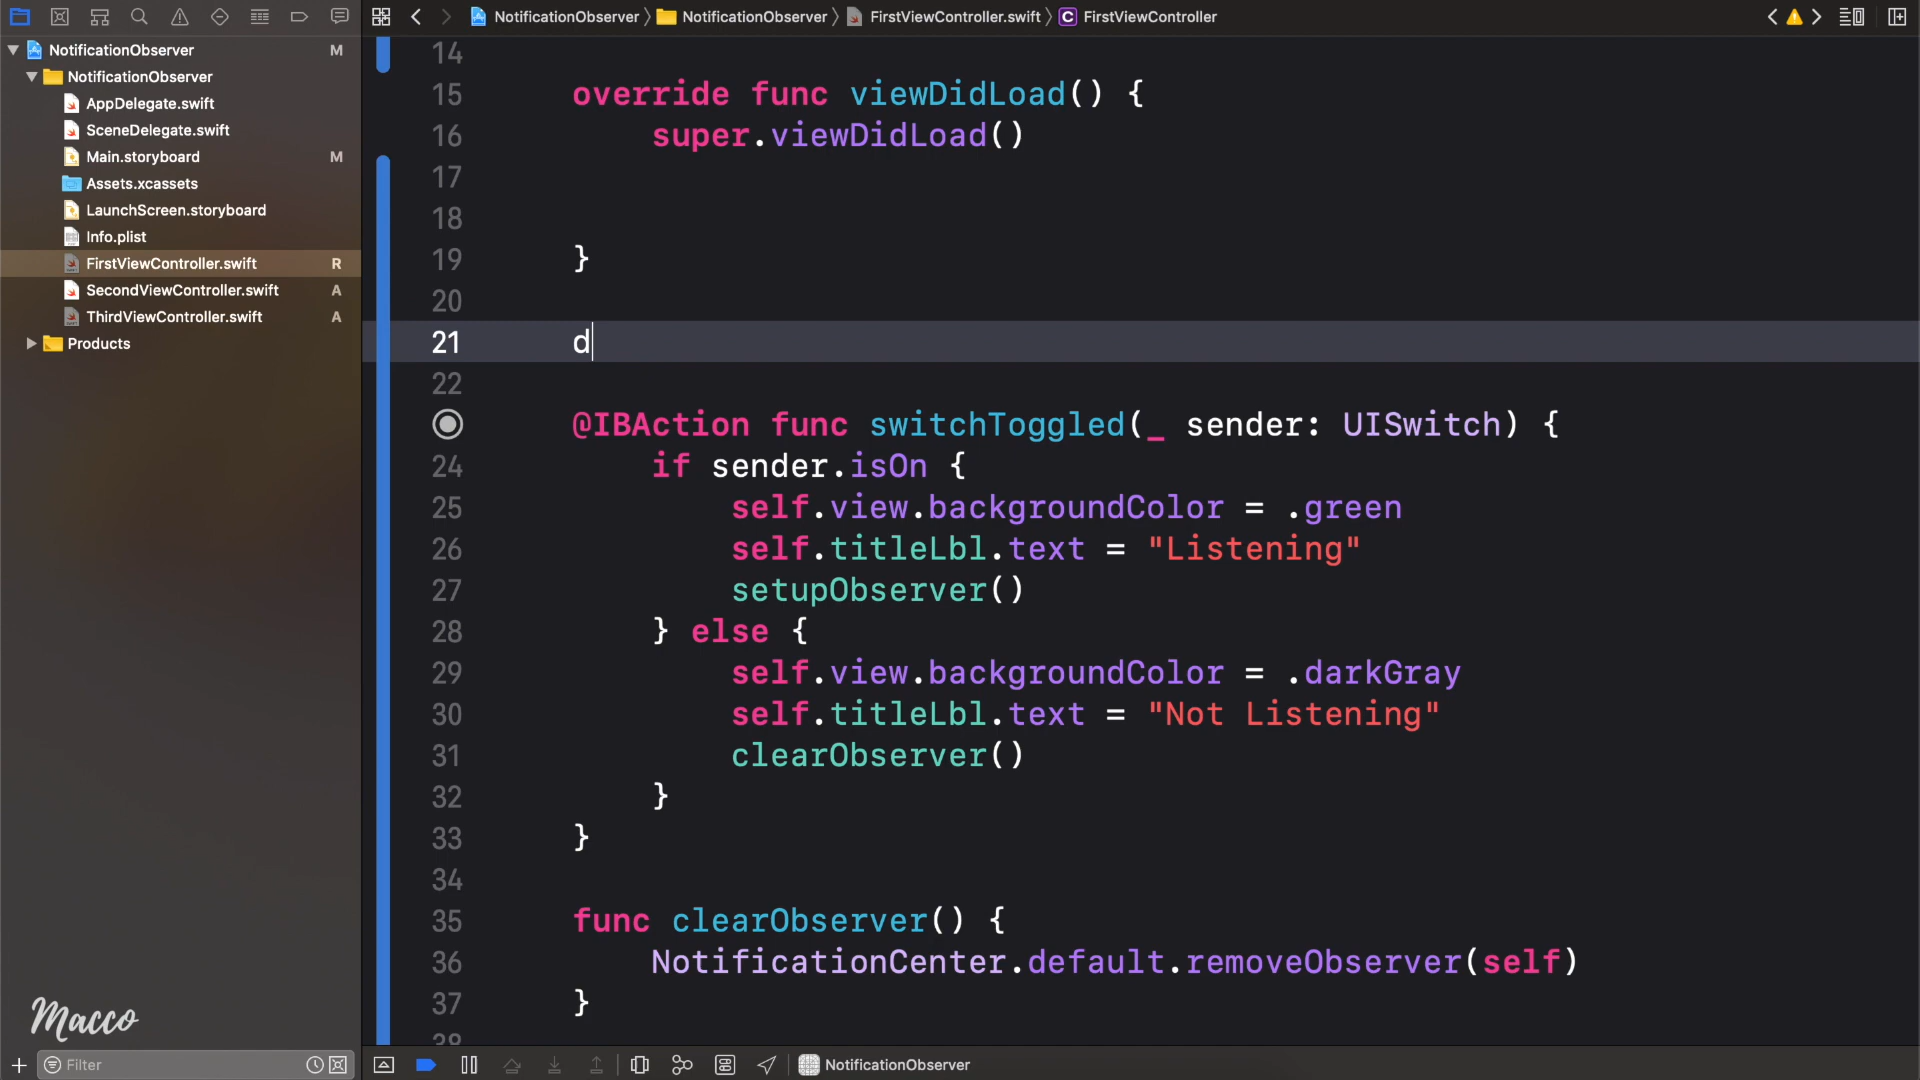 NotificationObserver
NotificationObserver
FirstViewController.swift
FirstViewController
NotificationObserver M
NotificationObserver
AppDelegate.swift
SceneDelegate.swift
Main.storyboard M
Assets.xcassets
LaunchScreen.storyboard
Info.plist
FirstViewController.swift R
SecondViewController.swift A
ThirdViewController.swift A
Products
14
15 override func viewDidLoad() {
16 super.viewDidLoad()
17
18
19 }
20
21 d
22
@IBAction func switchToggled(_ sender: UISwitch) {
24 if sender.isOn {
25 self.view.backgroundColor = .green
26 self.titleLbl.text = "Listening"
27 setupObserver()
28 } else {
29 self.view.backgroundColor = .darkGray
30 self.titleLbl.text = "Not Listening"
31 clearObserver()
32 }
33 }
34
35 func clearObserver() {
36 NotificationCenter.default.removeObserver(self)
37 }
38
Macco
Filter
NotificationObserver